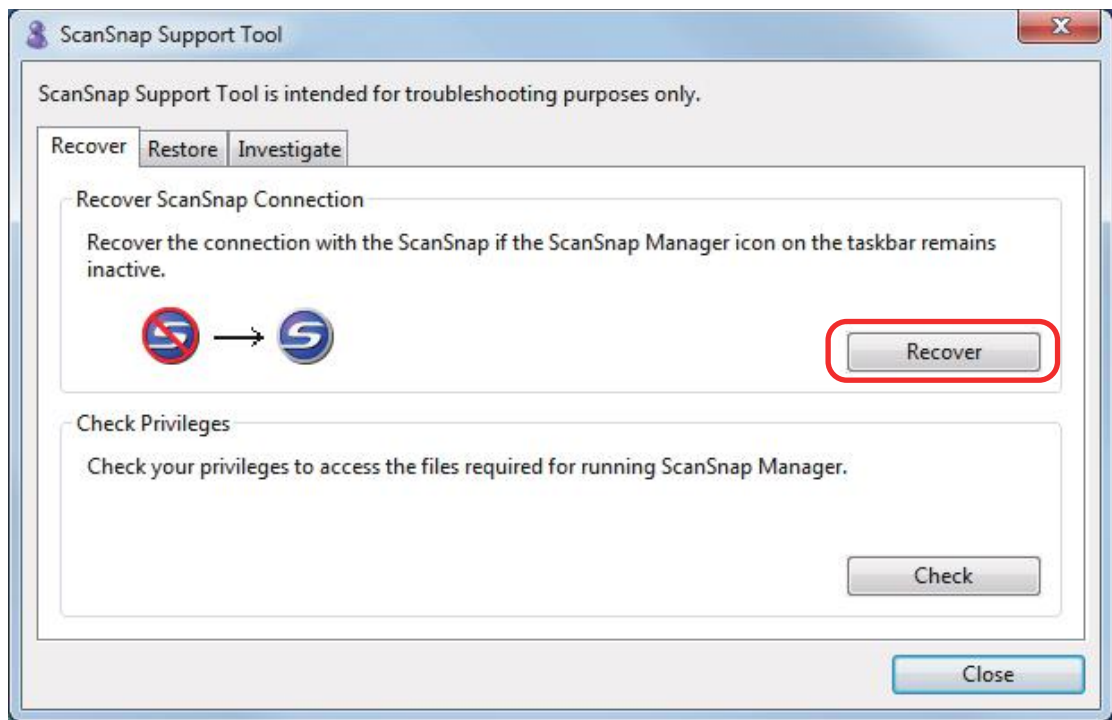 ScanSnap Support Tool
ScanSnap Support Tool is intended for troubleshooting purposes only.
Recover Restore Investigate
Recover ScanSnap Connection
Recover the connection with the ScanSnap if the ScanSnap Manager icon on the taskbar remains
inactive.
Recover
Check Privileges
Check your privileges to access the files required for running ScanSnap Manager.
Check
Close